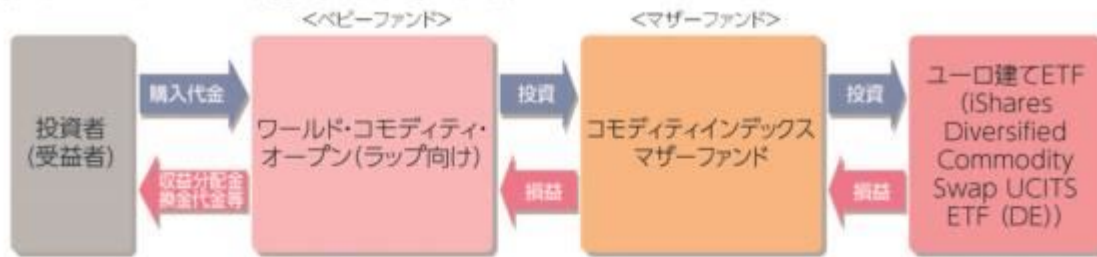 <ベビーファンド>
<マザーファンド>
投資者
(受益者)
購入代金
収益分配金
換金代金等
ワールド・コモディティ・
オープン(ラップ向け)
投資
損益
コモディティインデックス
マザーファンド
投資
損益
ユーロ建てETF
(iShares
Diversified
Commodity
Swap UCITS
ETF (DE))